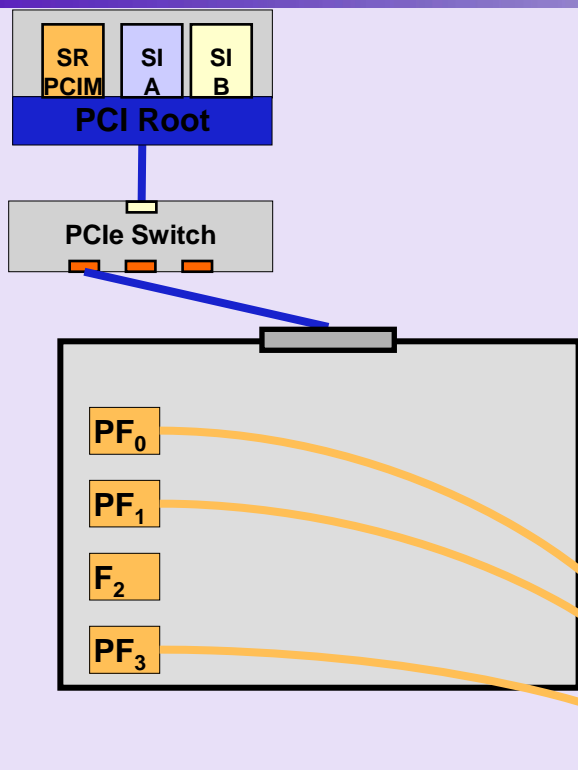 SR SI SI
PCIM A B
PCI Root
PCIe Switch
PF0
PF1
F2
PF3